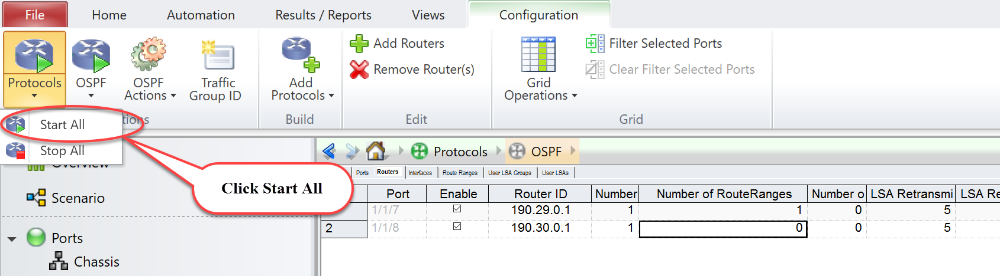 File Home Automation Results / Reports Views Configuration
Protocols OSPF OSPF Actions Traffic Group ID Add Protocols
Add Routers
Remove Router(s)
Grid Operations
Filter Selected Ports
Clear Filter Selected Ports
Build Edit Grid
Start All
Stop All
Click Start All
Overview
Scenario
Ports
Chassis
Protocols OSPF
Ports Routers Interfaces Route Ranges User LSA Groups User LSAs
Port Enable Router ID Number Number of RouteRanges Number o LSA Retransmi LSA Re
1/1/7 190.29.0.1 1 1 0 5
2 1/1/8 190.30.0.1 1 0 0 5